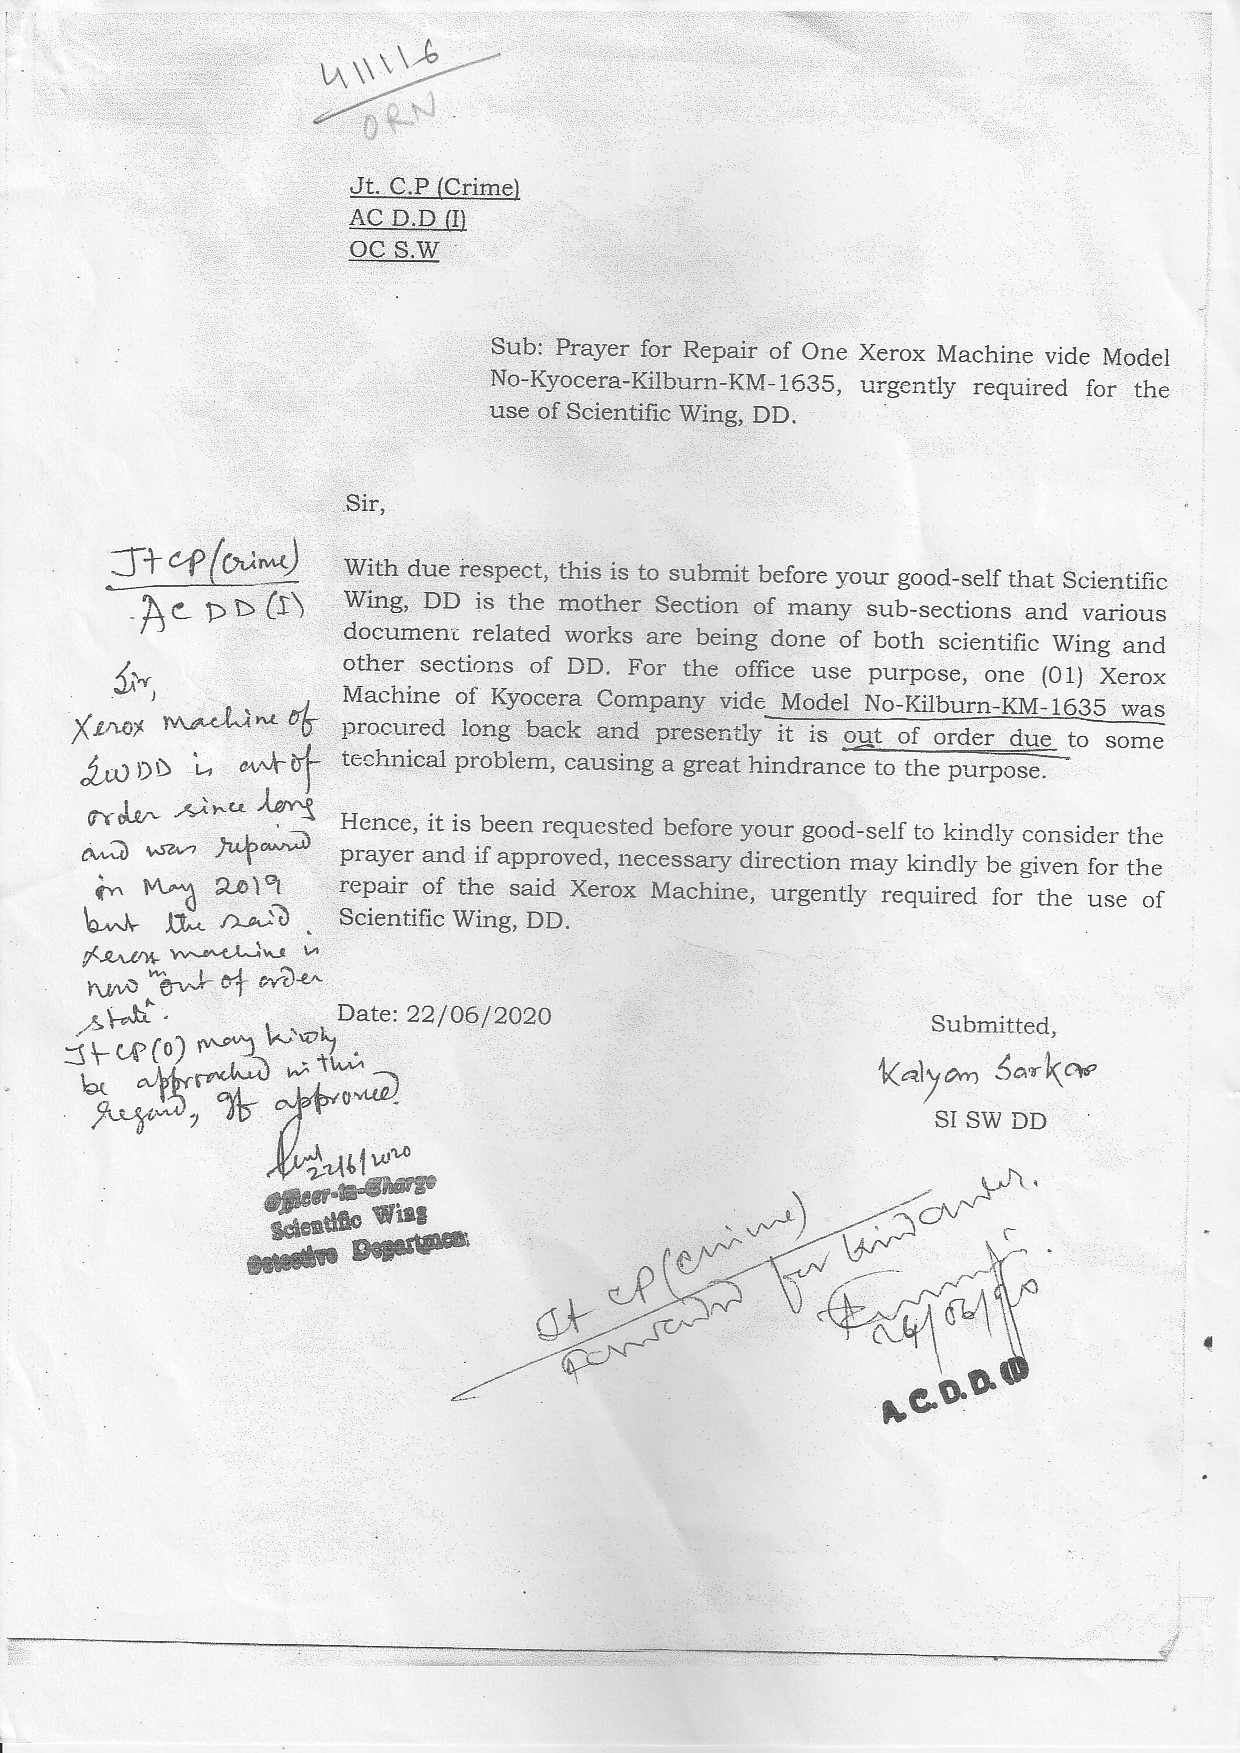 411116
ORN
Jt. C.P (Crime)
AC D.D (I)
OC S.W
Sub: Prayer for Repair of One Xerox Machine vide Model
No-Kyocera-Kilburn-KM-1635, urgently required for the
use of Scientific Wing, DD.
Sir,
With due respect, this is to submit before your good-self that Scientific
Wing, DD is the mother Section of many sub-sections and various
document related works are being done of both scientific Wing and
other sections of DD. For the office use purpose, one (01) Xerox
Machine of Kyocera Company vide Model No-Kilburn-KM-1635 was
procured long back and presently it is out of order due to some
technical problem, causing a great hindrance to the purpose.
Hence, it is been requested before your good-self to kindly consider the
prayer and if approved, necessary direction may kindly be given for the
repair of the said Xerox Machine, urgently required for the use of
Scientific Wing, DD.
Date: 22/06/2020
Submitted,
Kalyan Sarkar
SI SW DD
Jt CP (Crime)
AC DD (I)
Sir,
Xerox machine of
SWDD is out of
order since long
and was repaired
in May 2019
but the said
Xerox machine is
now in "out of order
state".
Jt CP(O) may kindly
be approached in this
regard, if approved.
22/6/2020
Officer-in-Charge
Scientific Wing
Detective Department
Jt CP (Crime)
Forwarded for kind order.
24/06/20
A.C.D.D. (I)